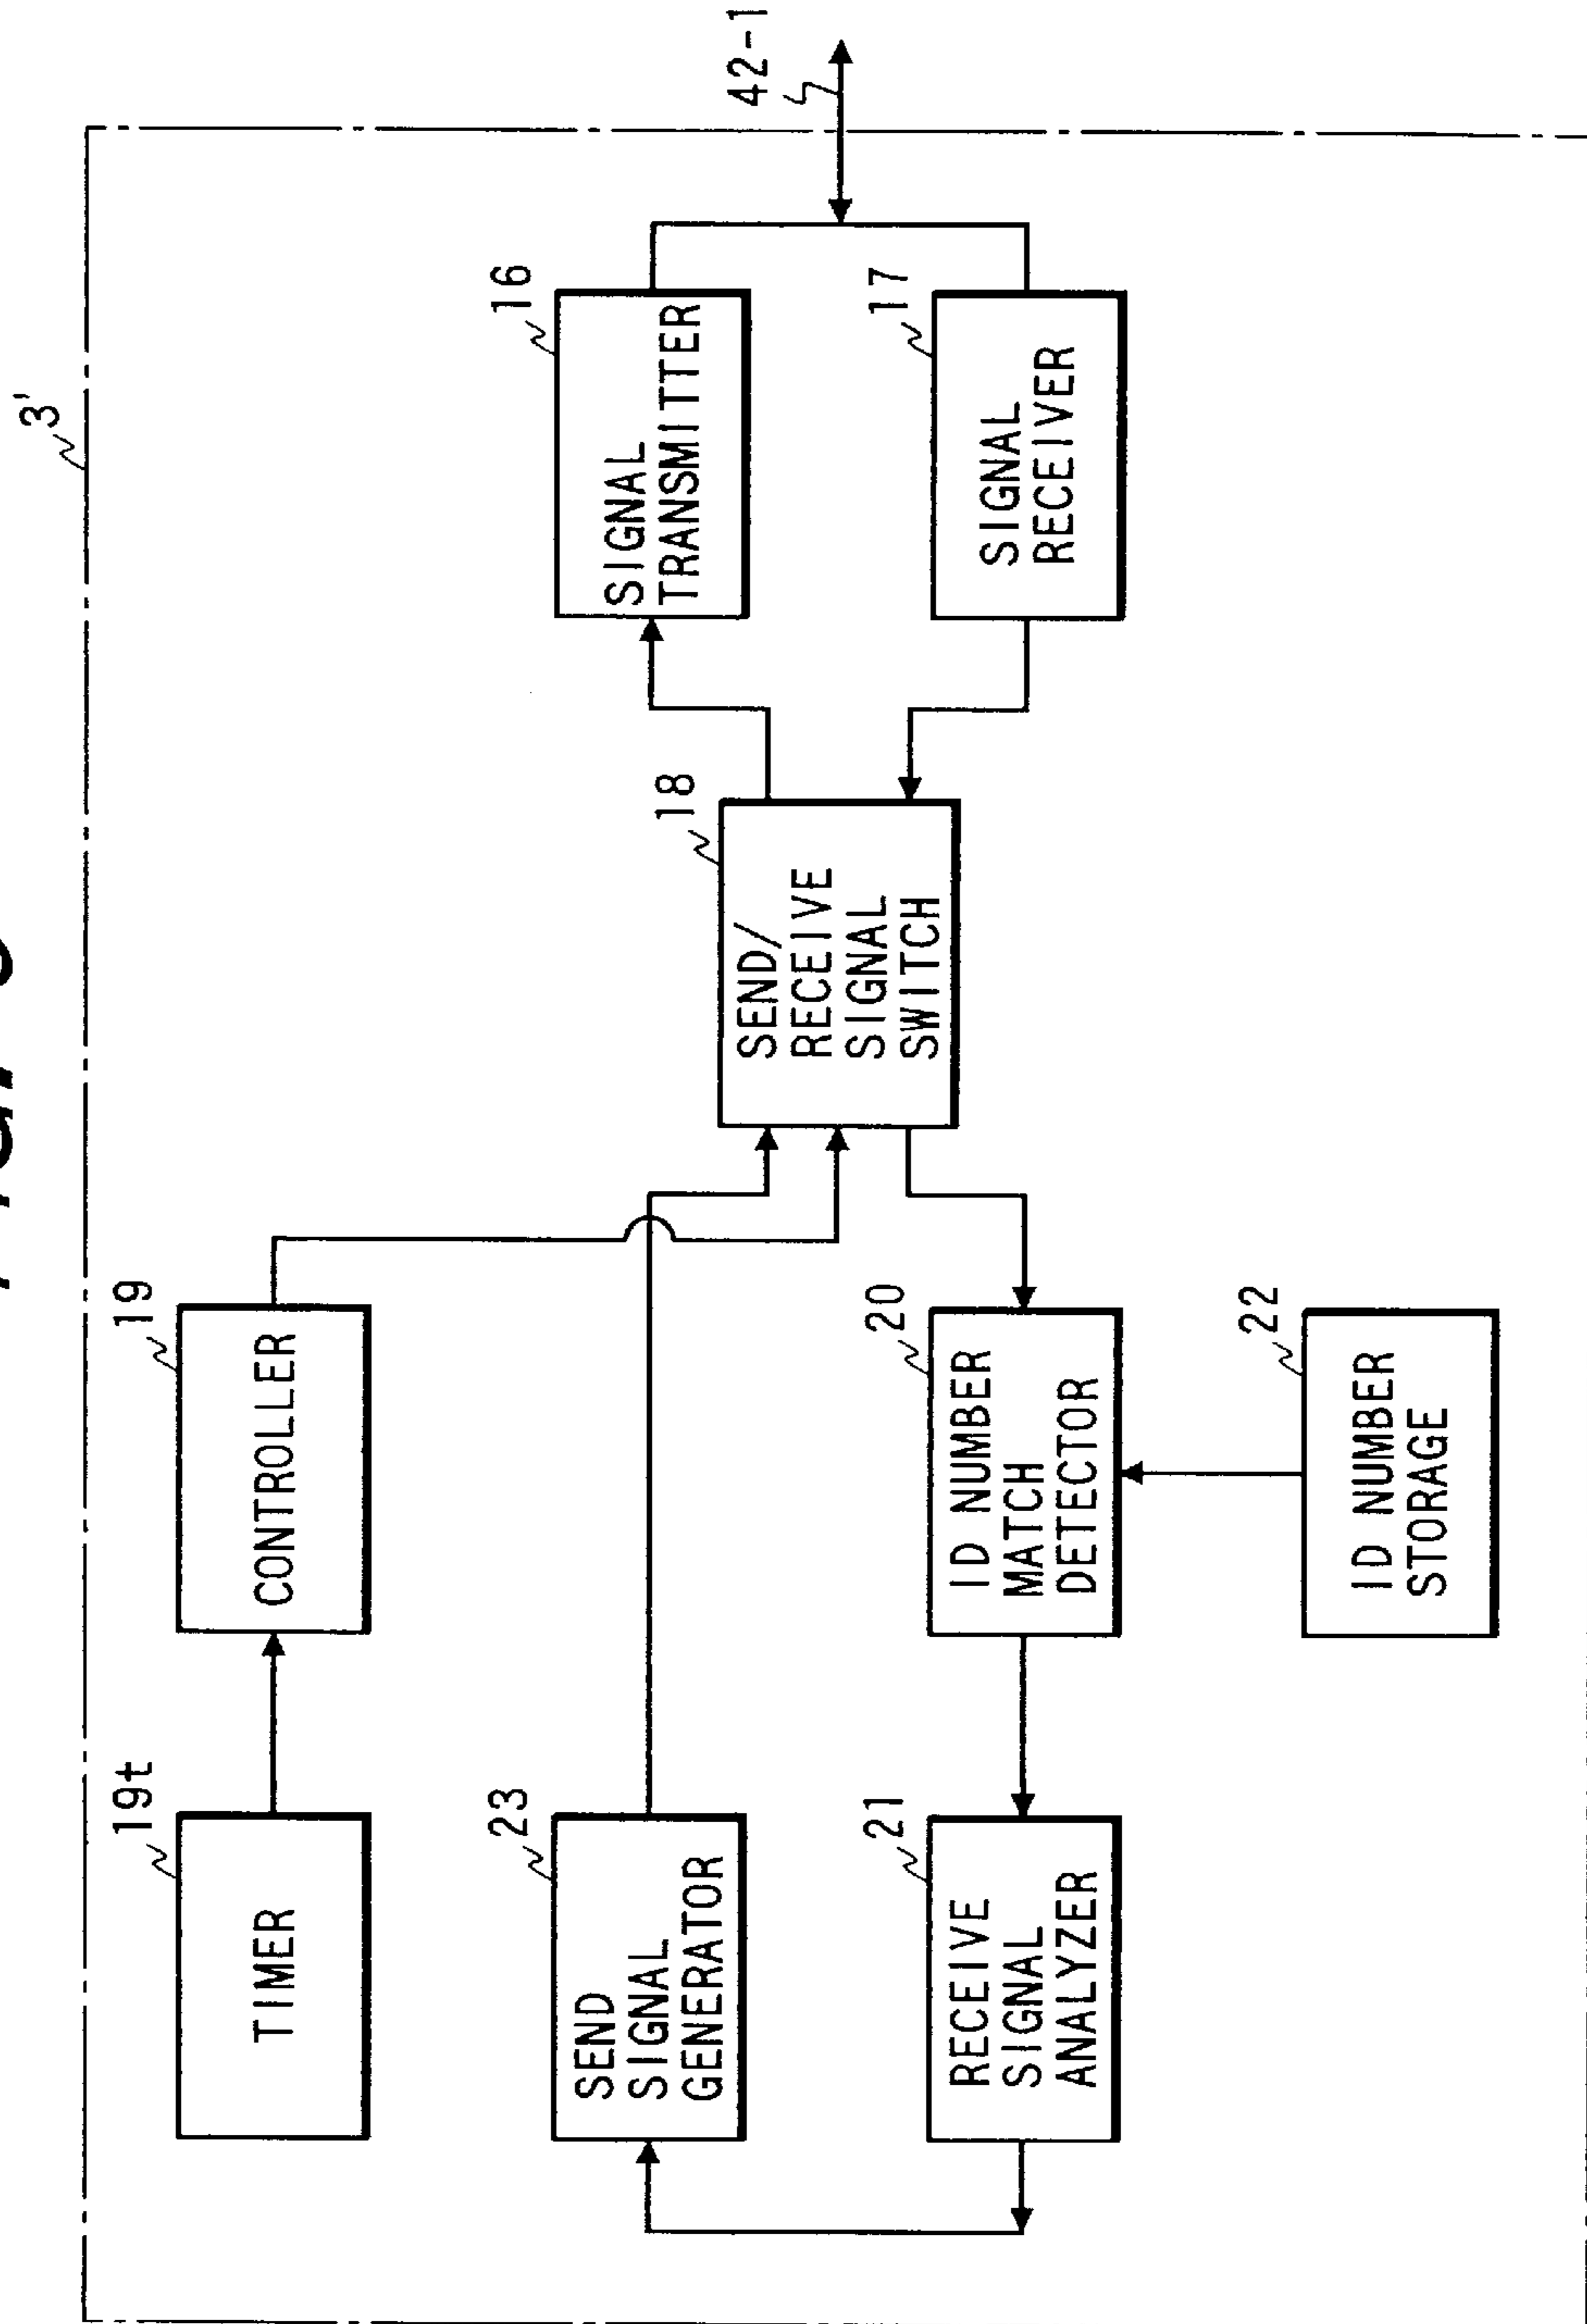 3'
42-1
19t
TIMER
19
CONTROLLER
23
SEND
SIGNAL
GENERATOR
18
SEND/
RECEIVE
SIGNAL
SWITCH
16
SIGNAL
TRANSMITTER
17
SIGNAL
RECEIVER
21
RECEIVE
SIGNAL
ANALYZER
20
ID NUMBER
MATCH
DETECTOR
22
ID NUMBER
STORAGE